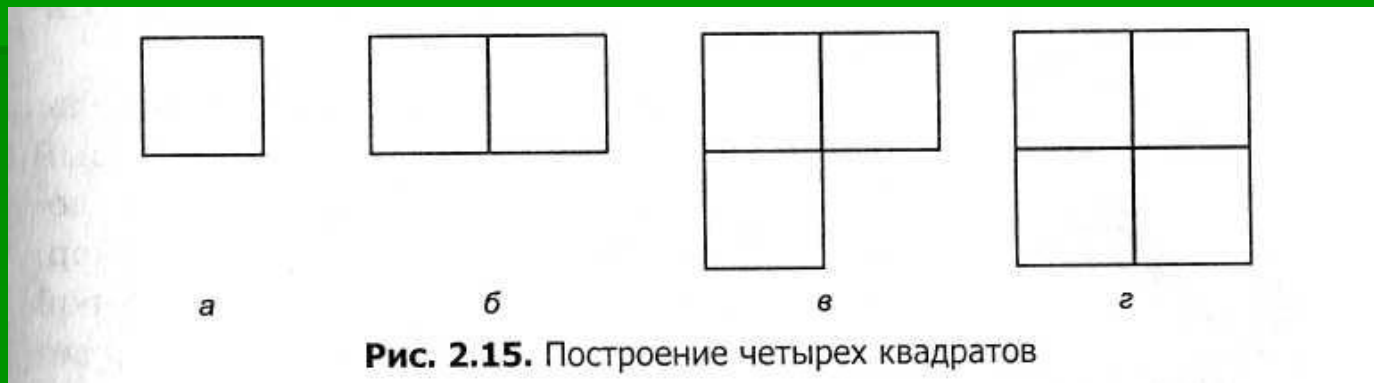 а б в г
Рис. 2.15. Построение четырех квадратов